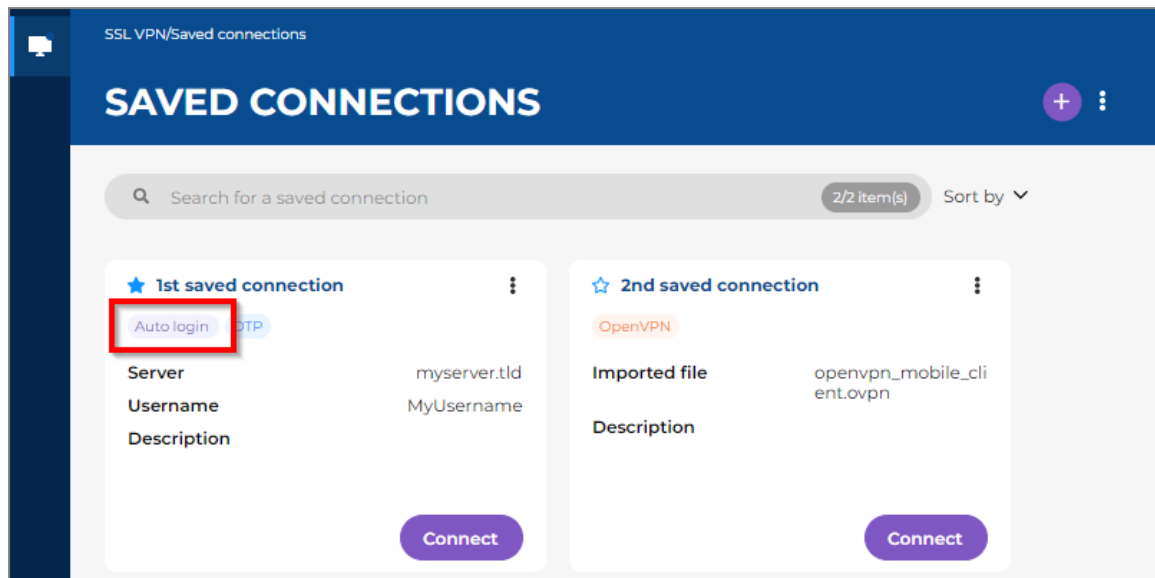 SSL VPN/Saved connections
SAVED CONNECTIONS
+
Search for a saved connection
2/2 item(s)
Sort by
1st saved connection
Auto login
OTP
Server myserver.tld
Username MyUsername
Description
Connect
2nd saved connection
OpenVPN
Imported file openvpn_mobile_cli
ent.ovpn
Description
Connect